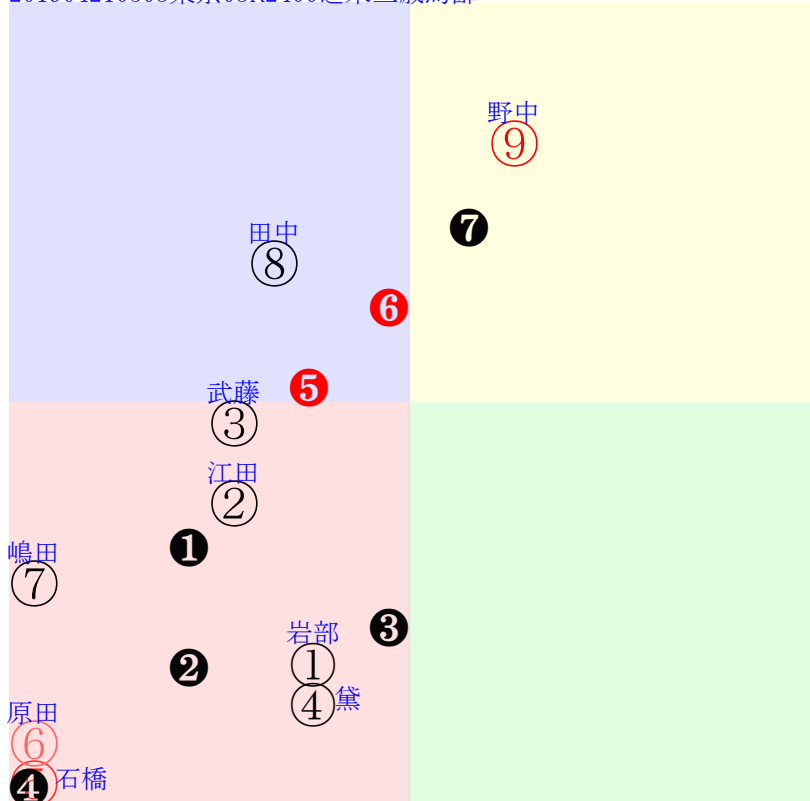 野中
⑨
❼
田中
⑧
❻
武藤
❺
③
江田
②
❶
嶋田
⑦
❸
岩部
①
❷
④ 黛
原田
⑥
❹ 石橋